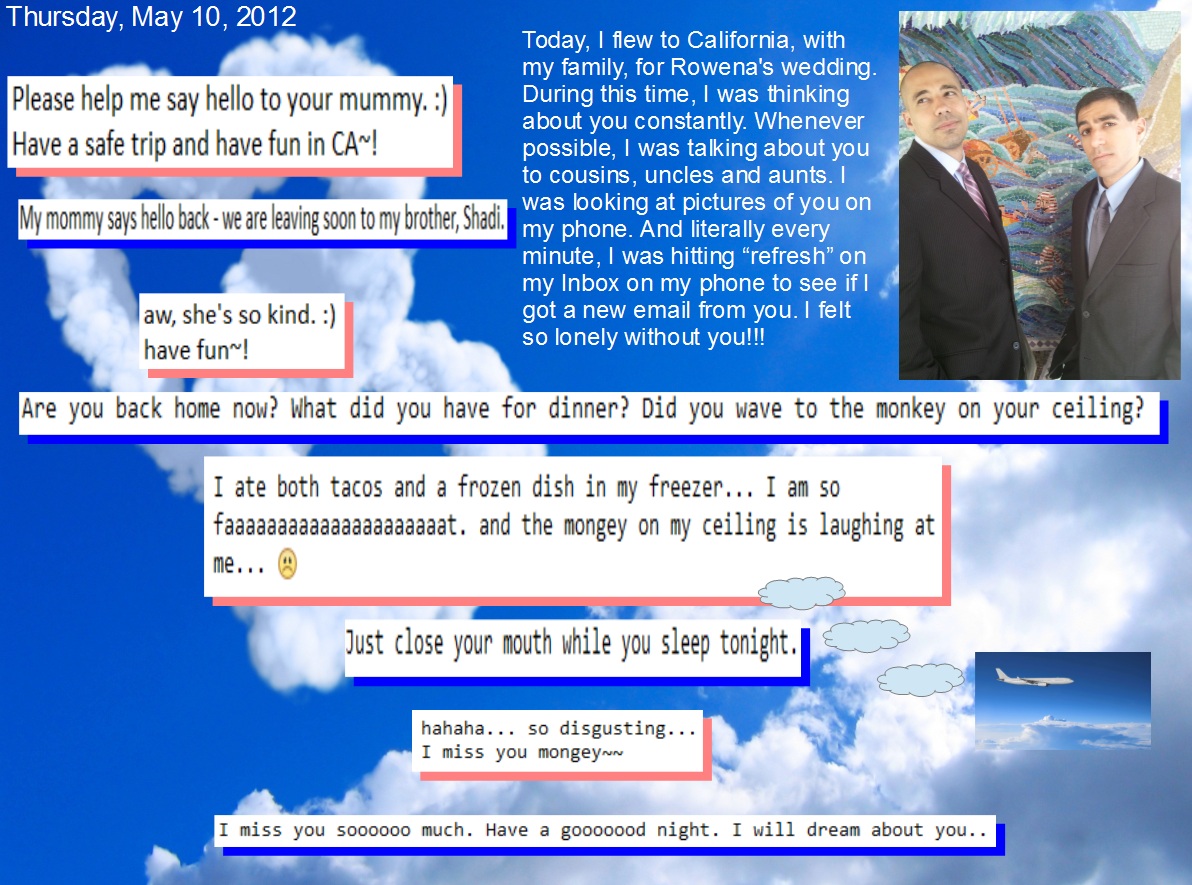 Thursday, May 10, 2012
Please help me say hello to your mummy. :)
Have a safe trip and have fun in CA~!
My mommy says hello back - we are leaving soon to my brother, Shadi.
aw, she's so kind. :)
have fun~!
Today, I flew to California, with
my family, for Rowena's wedding.
During this time, I was thinking
about you constantly. Whenever
possible, I was talking about you
to cousins, uncles and aunts. I
was looking at pictures of you on
my phone. And literally every
minute, I was hitting “refresh” on
my Inbox on my phone to see if I
got a new email from you. I felt
so lonely without you!!!
Are you back home now? What did you have for dinner? Did you wave to the monkey on your ceiling?
I ate both tacos and a frozen dish in my freezer... I am so
faaaaaaaaaaaaaaaaaaaaat. and the mongey on my ceiling is laughing at
me...
Just close your mouth while you sleep tonight.
hahaha... so disgusting...
I miss you mongey~~
I miss you soooooo much. Have a gooooood night. I will dream about you..